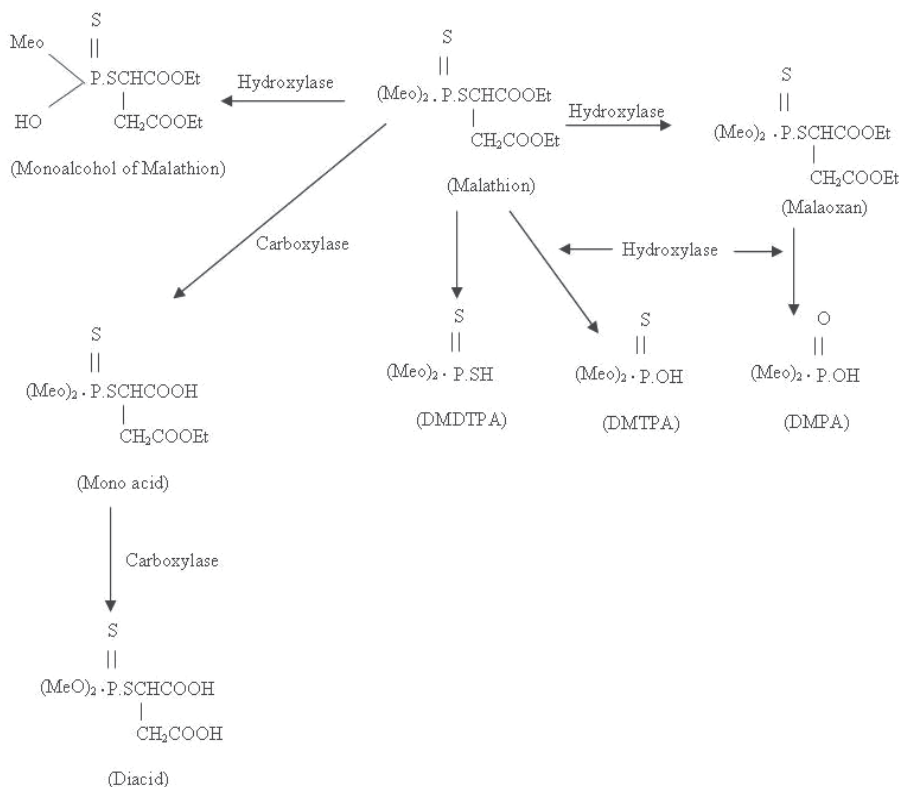 S
||
Meo
P.SCHCOOEt
HO
|
CH₂COOEt
(Monoalcohol of Malathion)
Hydroxylase
S
||
(Meo)₂.P.SCHCOOEt
|
CH₂COOEt
(Malathion)
Hydroxylase
S
||
(Meo)₂·P.SCHCOOEt
|
CH₂COOEt
(Malaoxan)
Carboxylase
Hydroxylase
S
||
(Meo)₂·P.SCHCOOH
|
CH₂COOEt
(Mono acid)
S
||
(Meo)₂·P.SH
(DMDTPA)
S
||
(Meo)₂·P.OH
(DMTPA)
O
||
(Meo)₂·P.OH
(DMPA)
Carboxylase
S
||
(MeO)₂·P.SCHCOOH
|
CH₂COOH
(Diacid)